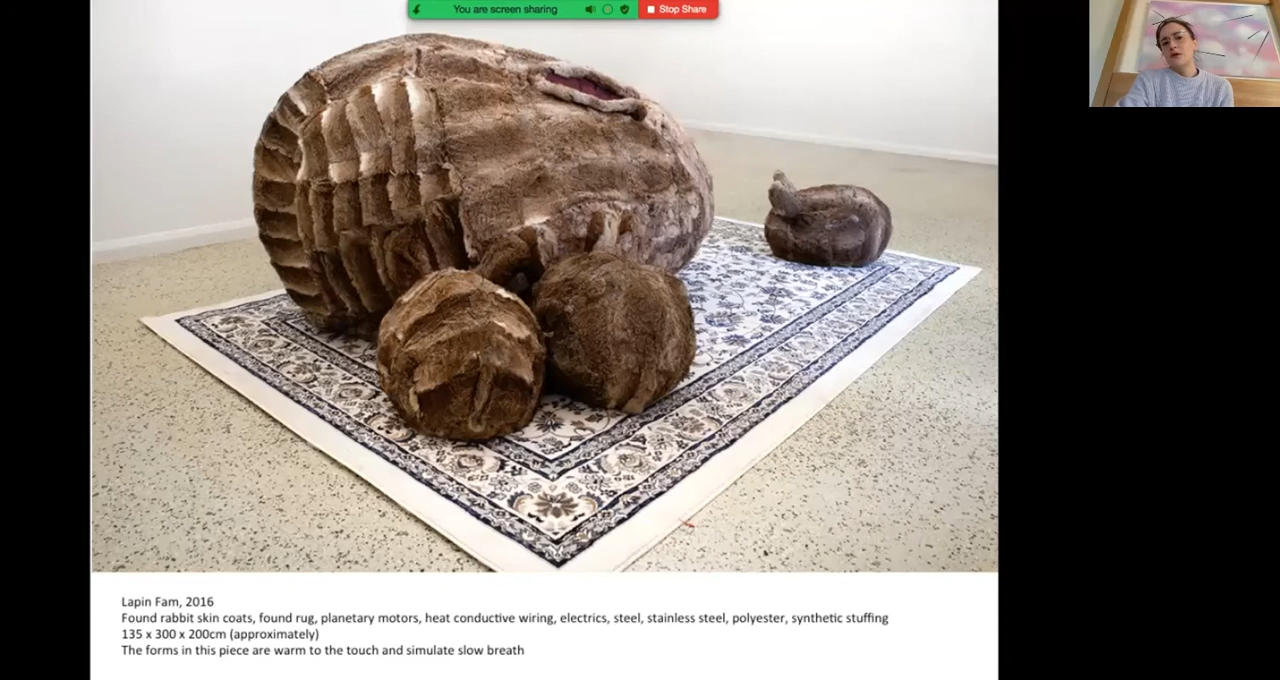 You are screen sharing
Stop Share
Lapin Fam, 2016
Found rabbit skin coats, found rug, planetary motors, heat conductive wiring, electrics, steel, stainless steel, polyester, synthetic stuffing
135 x 300 x 200cm (approximately)
The forms in this piece are warm to the touch and simulate slow breath